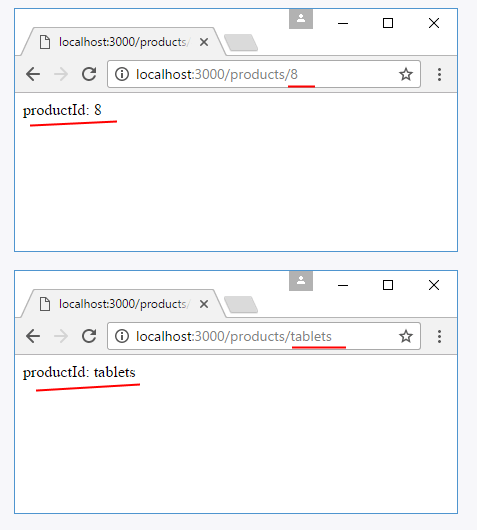 localhost:3000/products/
localhost:3000/products/8
productId: 8
localhost:3000/products/
localhost:3000/products/tablets
productId: tablets